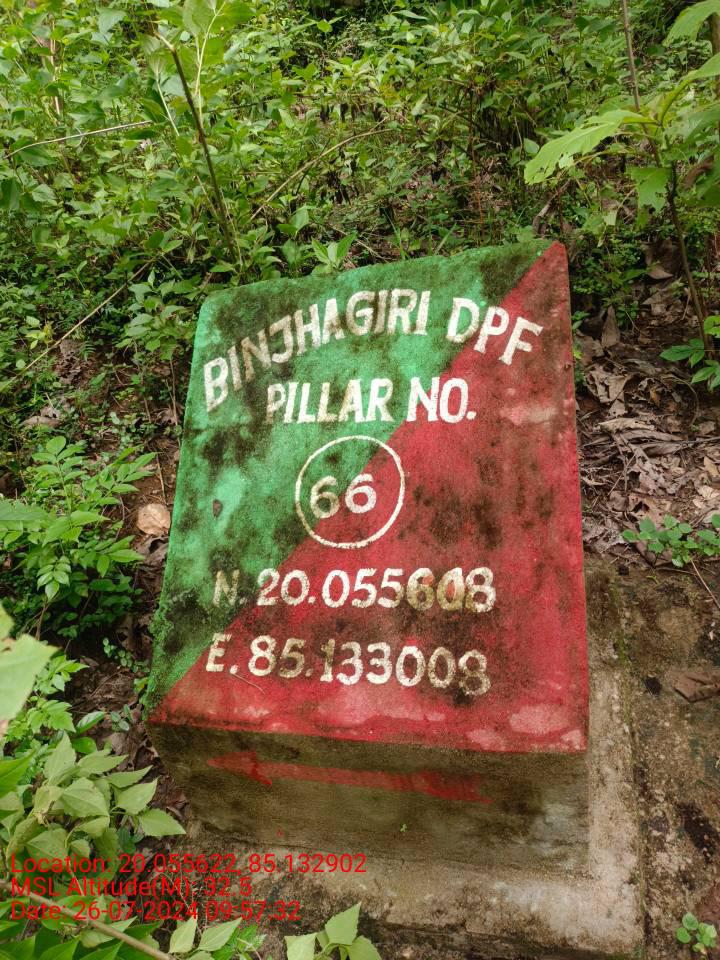 BINJHAGIRI DPF
PILLAR NO.
66
N. 20.055608
E. 85.133008
Location: 20.055622, 85.132902
MSL Altitude(M): 32.5
Date: 26-07-2024 09:57:32